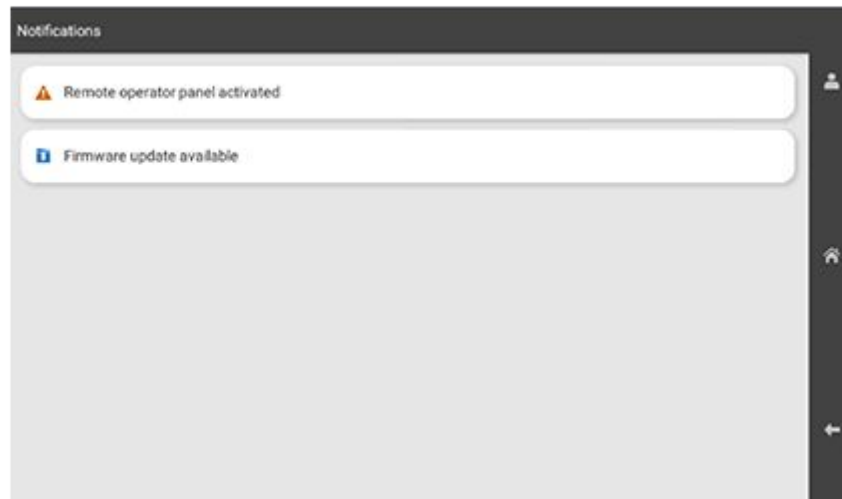 Notifications
Remote operator panel activated
Firmware update available